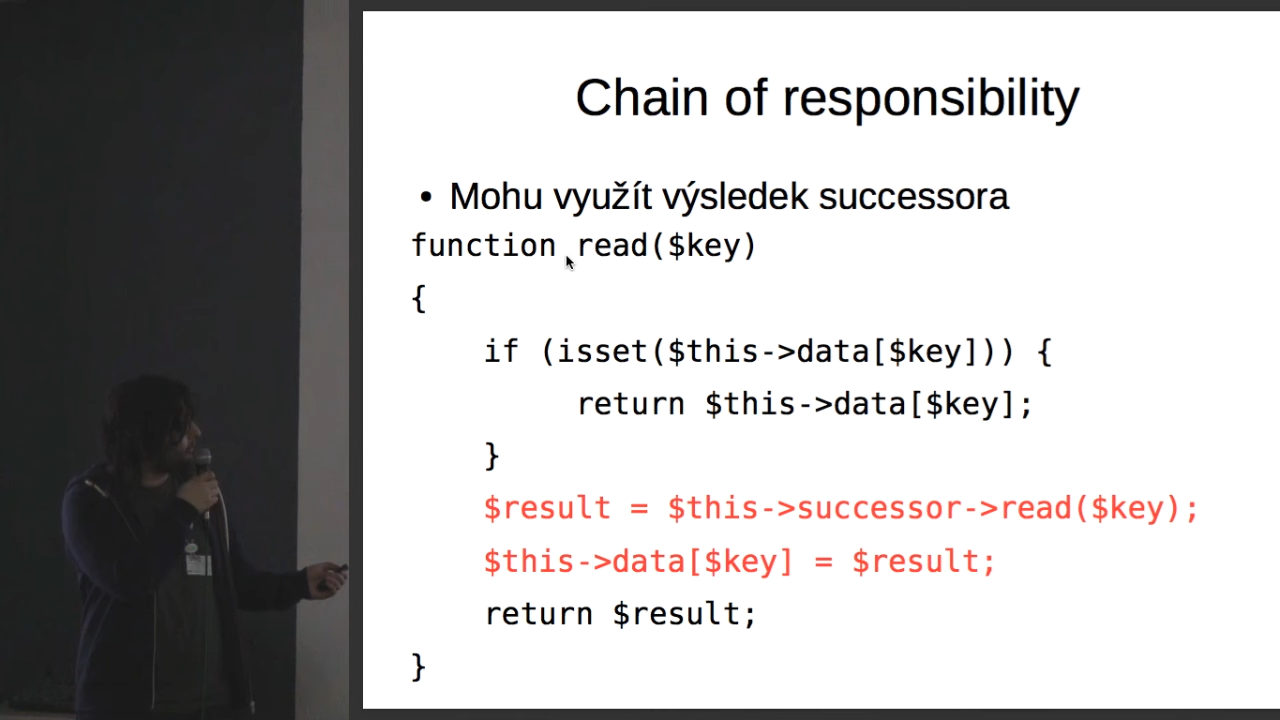 Chain of responsibility
• Mohu využít výsledek successora
function read($key)
{
if (isset($this->data[$key])) {
return $this->data[$key];
}
$result = $this->successor->read($key);
$this->data[$key] = $result;
return $result;
}